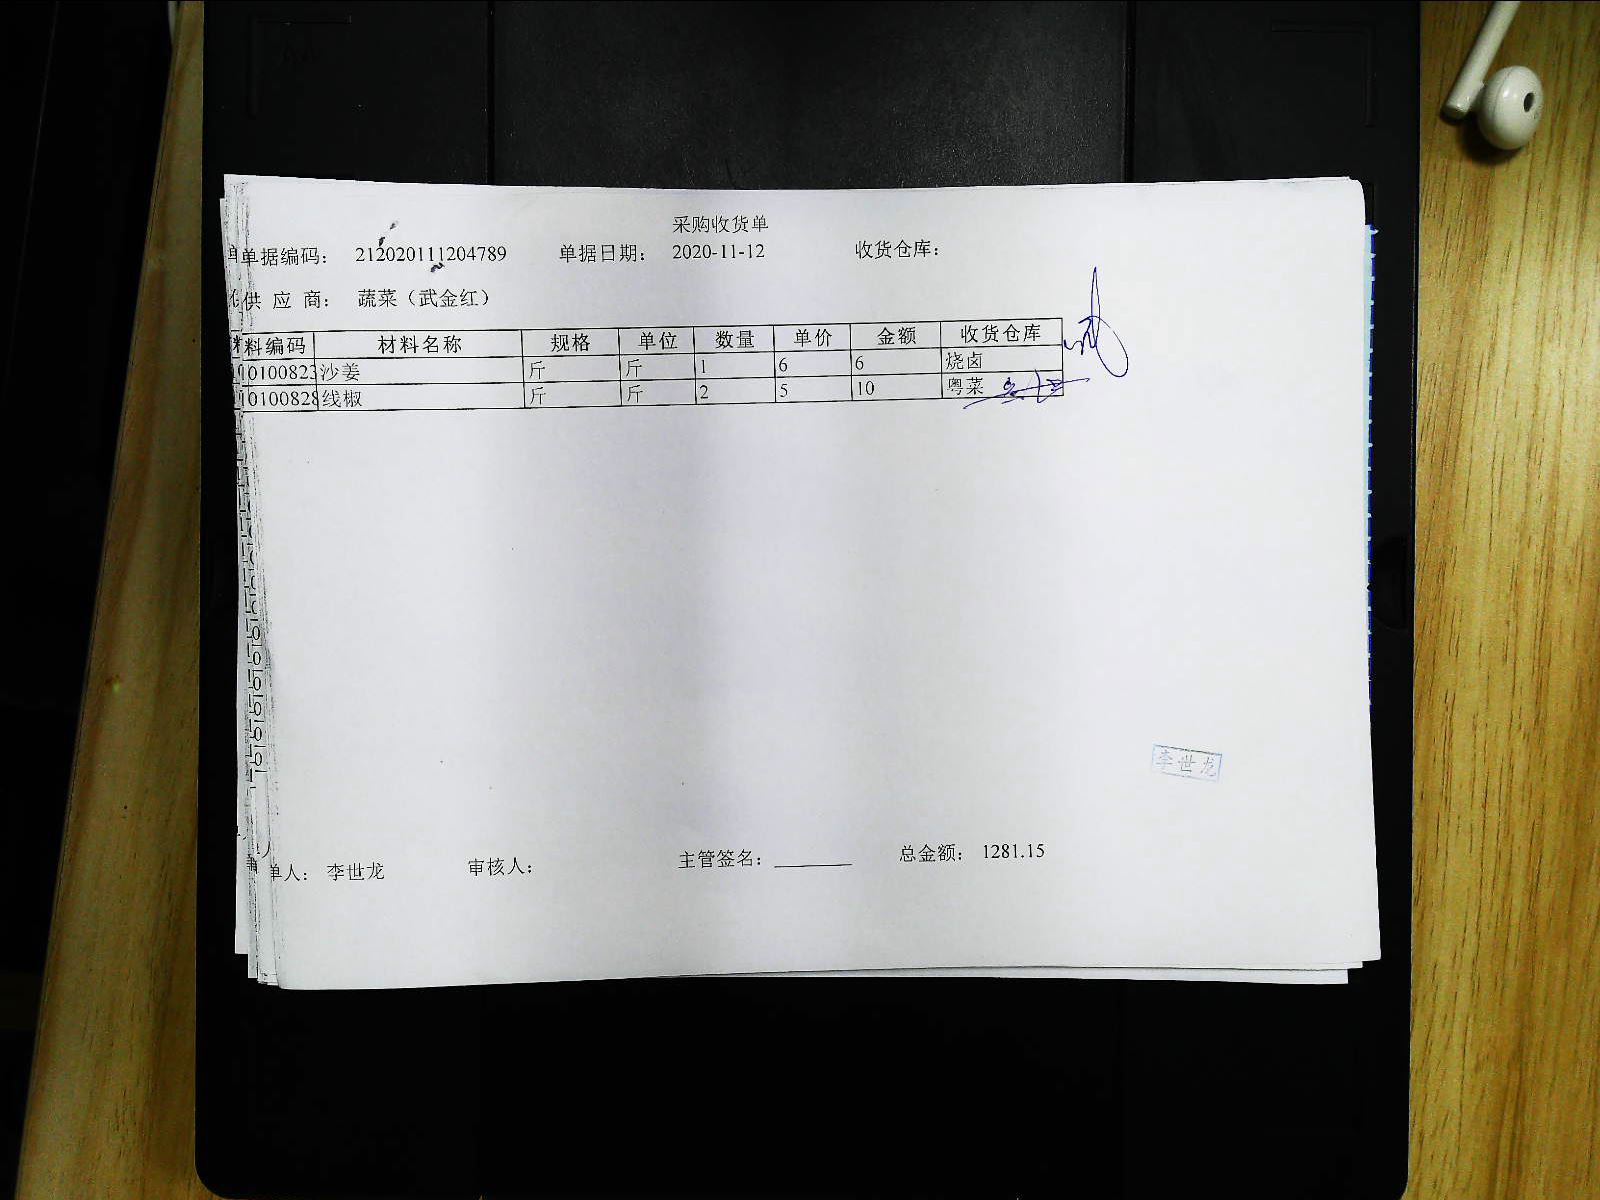 采购收货单
单据编码： 212020111204789 单据日期： 2020-11-12 收货仓库：
供 应 商： 蔬菜（武金红）
料编码 材料名称 规格 单位 数量 单价 金额 收货仓库
0100823 沙姜 斤 斤 1 6 6 烧卤
0100828 线椒 斤 斤 2 5 10 粤菜
李世龙
单人： 李世龙 审核人： 主管签名： 总金额： 1281.15